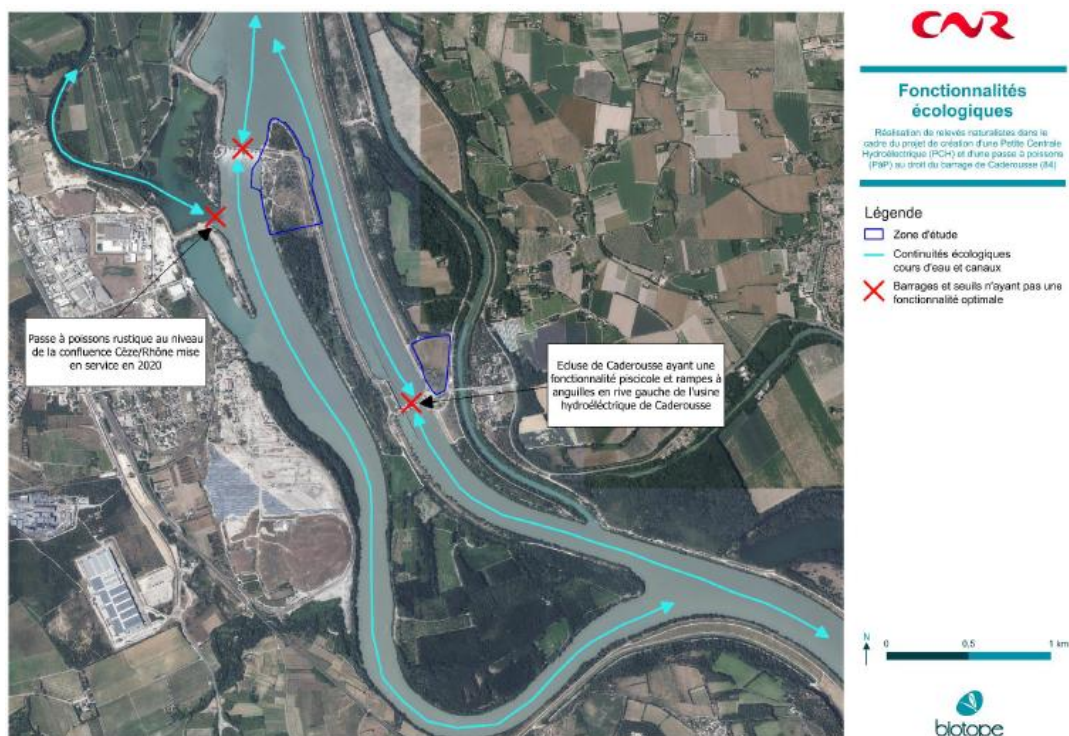 CNR
Fonctionnalités
écologiques
Réalisation de relevés naturalistes dans le
cadre du projet de création d'une Petite Centrale
Hydroélectrique (PCH) et d'une passe à poissons
(PàP) au droit du barrage de Caderousse (84)
Légende
Zone d'étude
Continuités écologiques
cours d'eau et canaux
Barrages et seuils n'ayant pas une
fonctionnalité optimale
Passe à poissons rustique au niveau
de la confluence Cèze/Rhône mise
en service en 2020
Ecluse de Caderousse ayant une
fonctionnalité piscicole et rampes à
anguilles en rive gauche de l'usine
hydroéléctrique de Caderousse
N
0 0,5 1 km
biotope